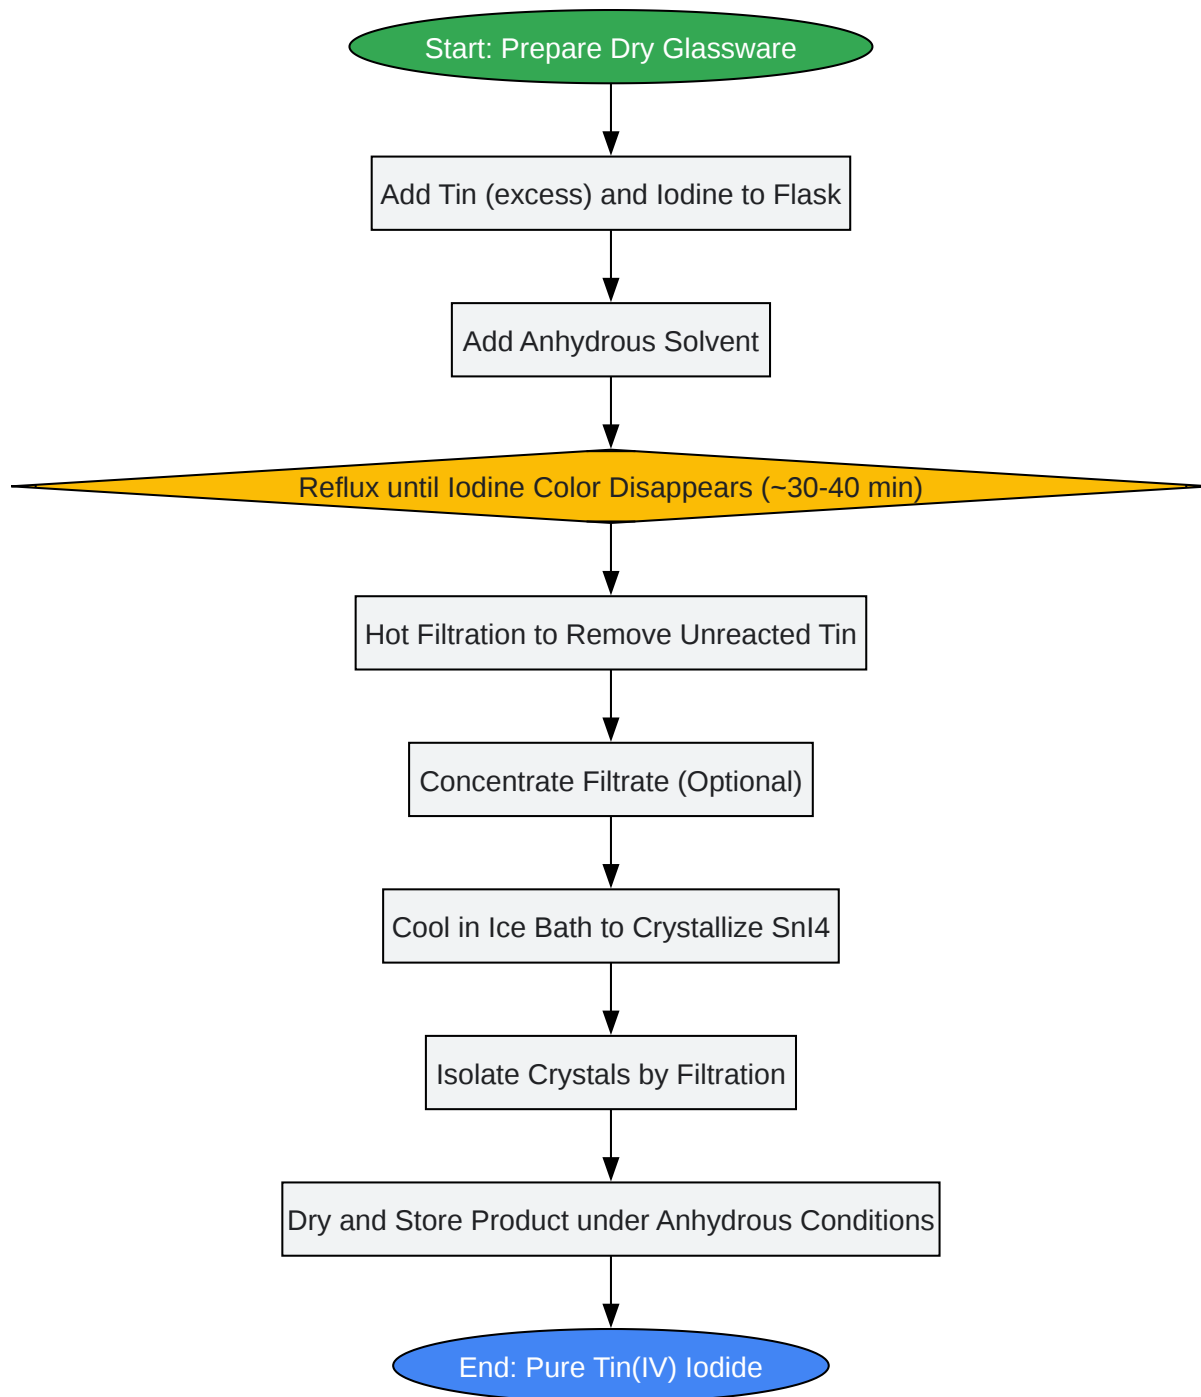 Start: Prepare Dry Glassware
Add Tin (excess) and Iodine to Flask
Add Anhydrous Solvent
Reflux until Iodine Color Disappears (~30-40 min)
Hot Filtration to Remove Unreacted Tin
Concentrate Filtrate (Optional)
Cool in Ice Bath to Crystallize SnI4
Isolate Crystals by Filtration
Dry and Store Product under Anhydrous Conditions
End: Pure Tin(IV) Iodide